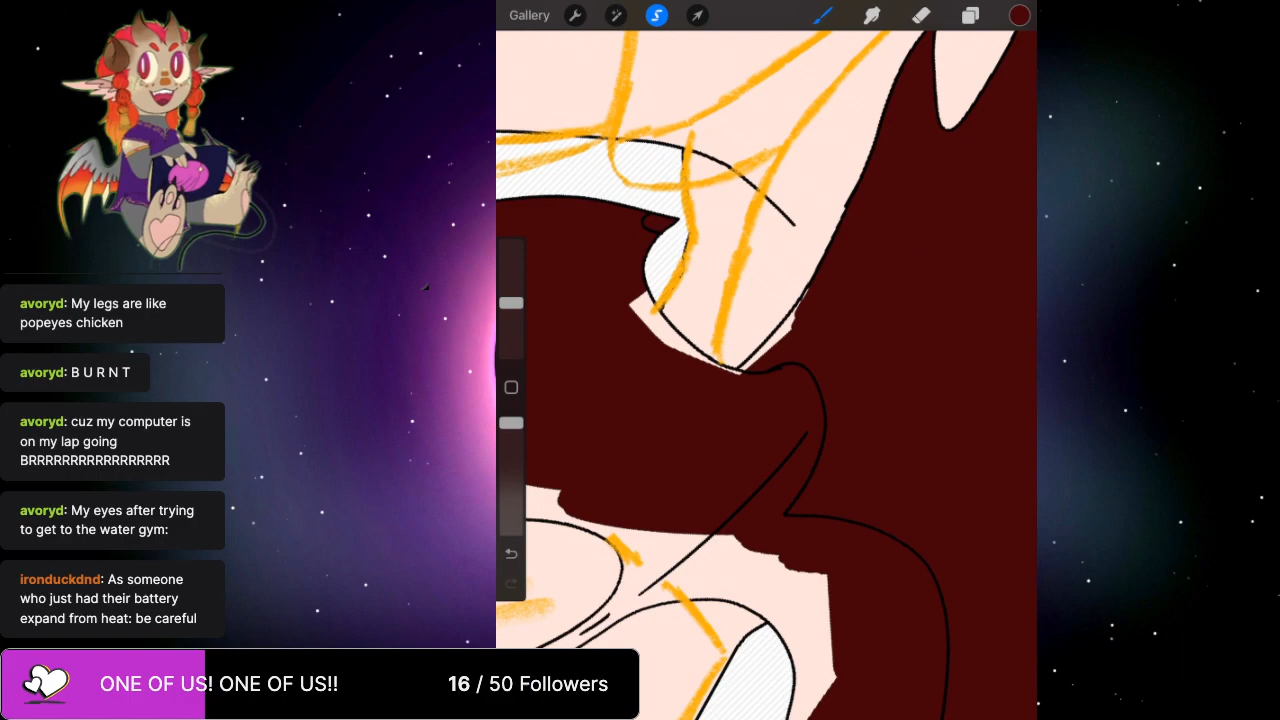 Gallery
avoryd: My legs are like
popeyes chicken
avoryd: B U R N T
avoryd: cuz my computer is
on my lap going
BRRRRRRRRRRRRRRRRR
avoryd: My eyes after trying
to get to the water gym:
ironduckdnd: As someone
who just had their battery
expand from heat: be careful
ONE OF US! ONE OF US!! 16 / 50 Followers